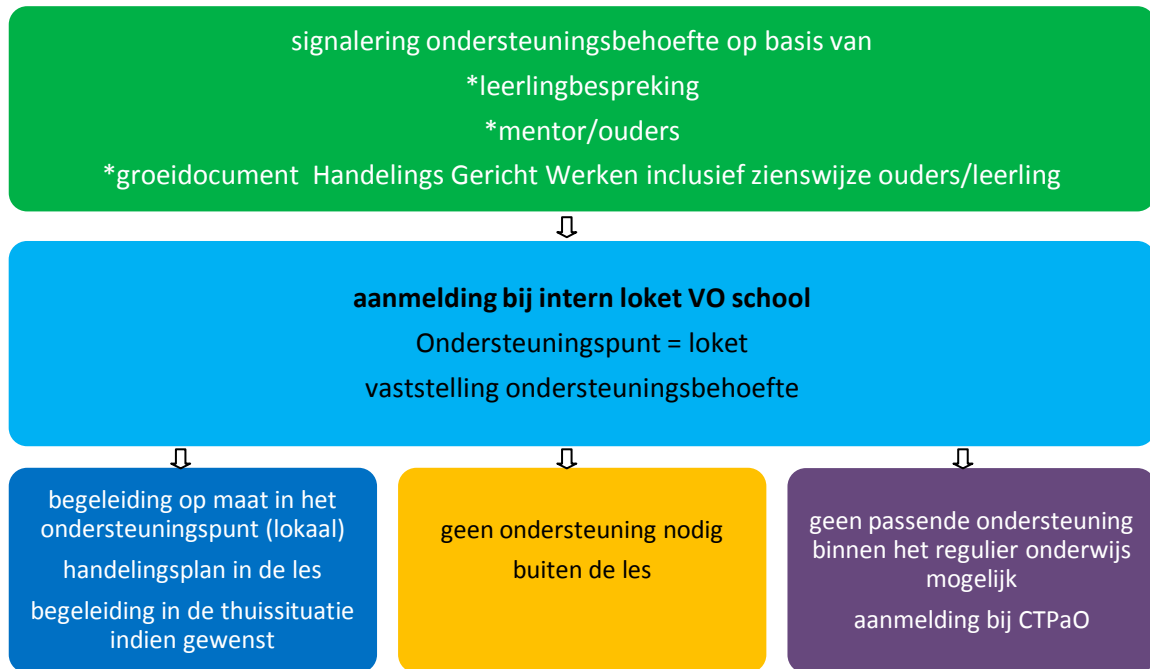 signalering ondersteuningsbehoefte op basis van
*leerlingbespreking
*mentor/ouders
*groeidocument Handelings Gericht Werken inclusief zienswijze ouders/leerling
aanmelding bij intern loket VO school
Ondersteuningspunt = loket
vaststelling ondersteuningsbehoefte
begeleiding op maat in het
ondersteuningspunt (lokaal)
handelingsplan in de les
begeleiding in de thuissituatie
indien gewenst
geen ondersteuning nodig
buiten de les
geen passende ondersteuning
binnen het regulier onderwijs
mogelijk
aanmelding bij CTPaO